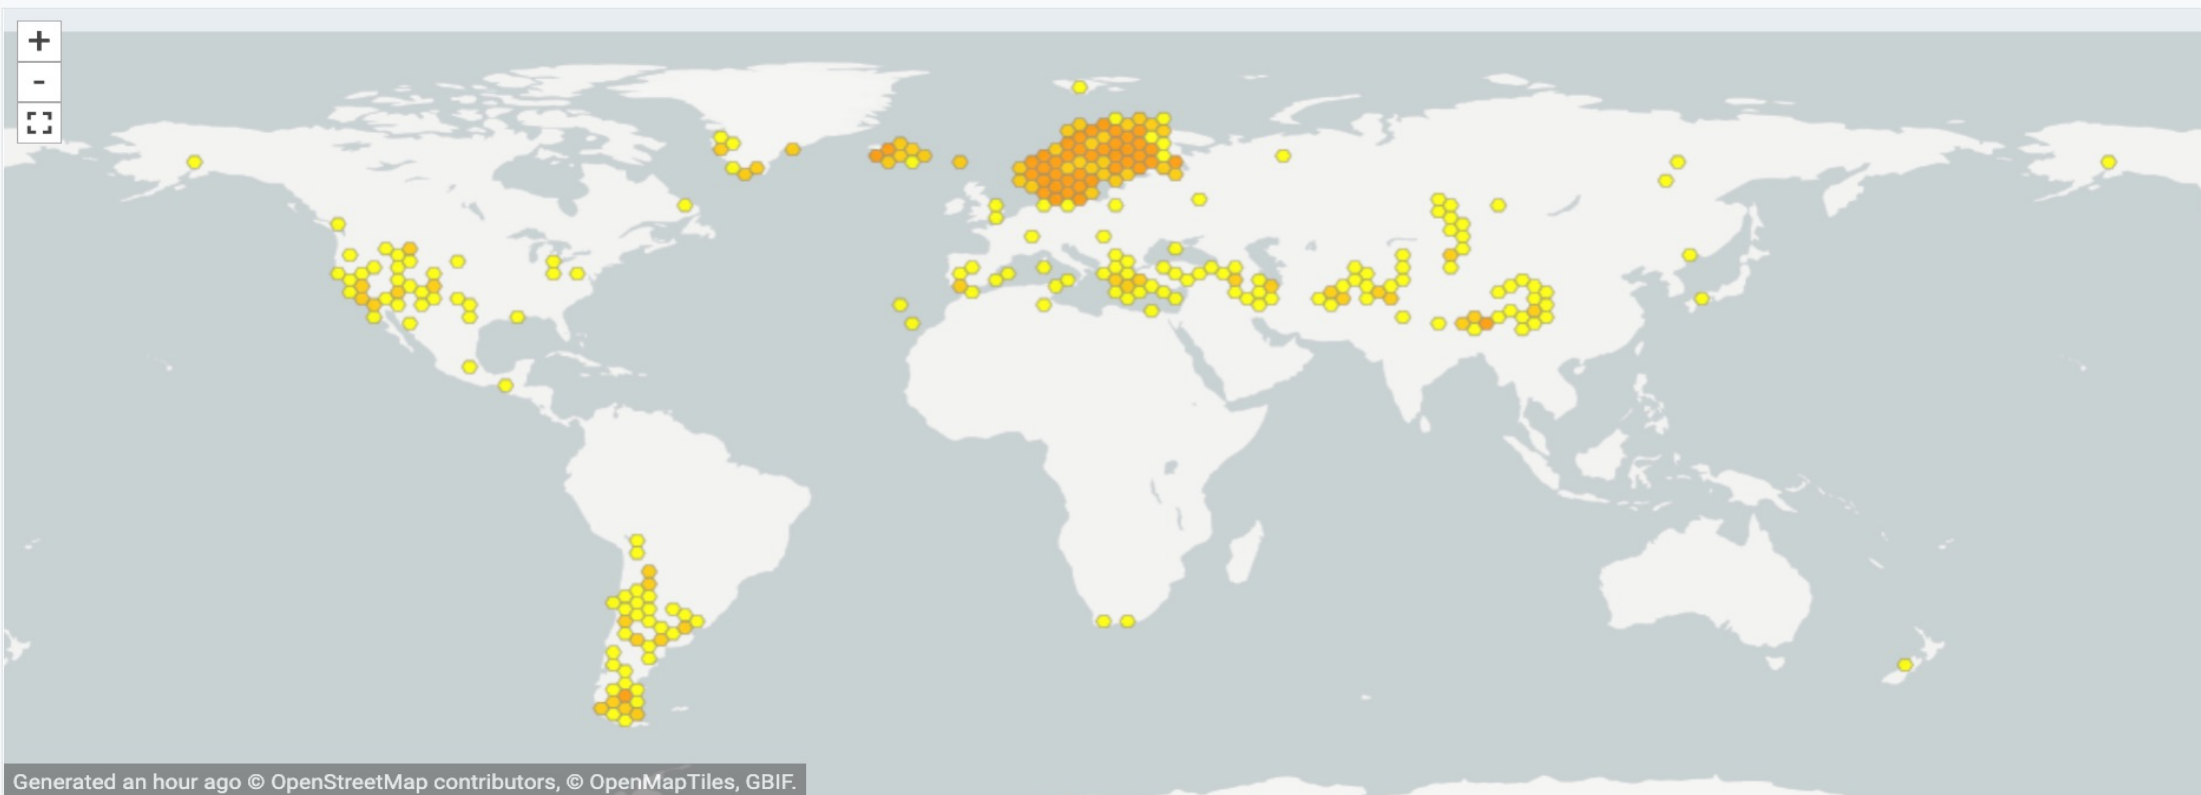 +
-
Generated an hour ago © OpenStreetMap contributors, © OpenMapTiles, GBIF.